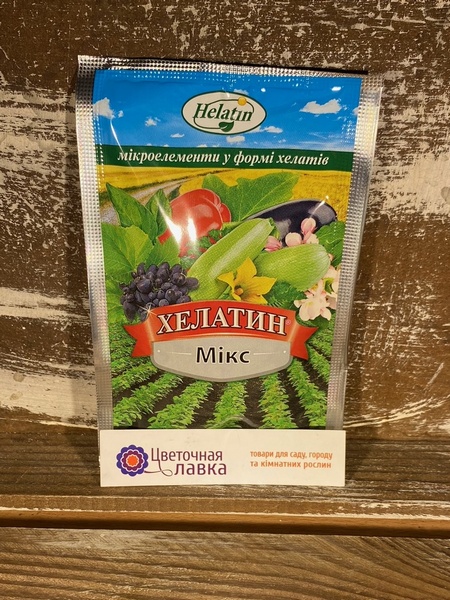 Helatin
мікроелементи у формі хелатів
ХЕЛАТИН
Мікс
Цветочная
лавка
товари для саду, городу
та кімнатних рослин